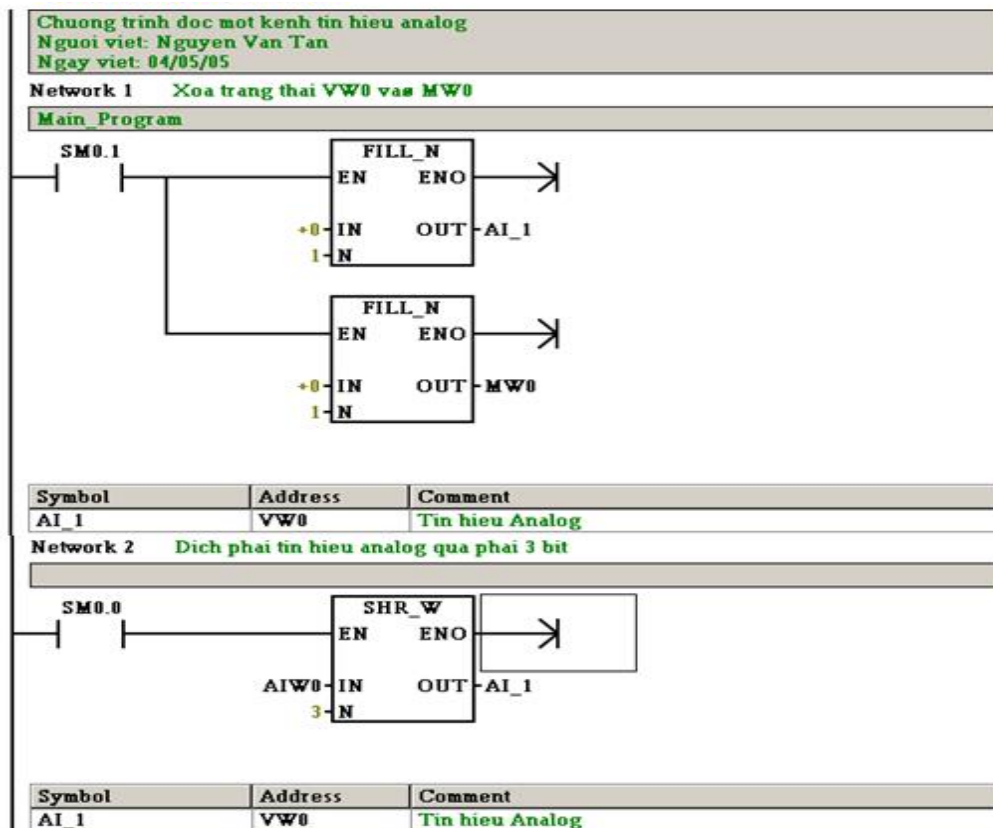 Chuong trinh doc mot kenh tin hieu analog
Nguoi viet: Nguyen Van Tan
Ngay viet: 04/05/05
Network 1 Xoa trang thai VW0 vaø MW0
Main_Program
SM0.1
FILL_N
EN ENO
+0 IN OUT AI_1
1 N
FILL_N
EN ENO
+0 IN OUT MW0
1 N
Symbol Address Comment
AI_1 VW0 Tin hieu Analog
Network 2 Dich phai tin hieu analog qua phai 3 bit
SM0.0
SHR_W
EN ENO
AIW0 IN OUT AI_1
3 N
Symbol Address Comment
AI_1 VW0 Tin hieu Analog